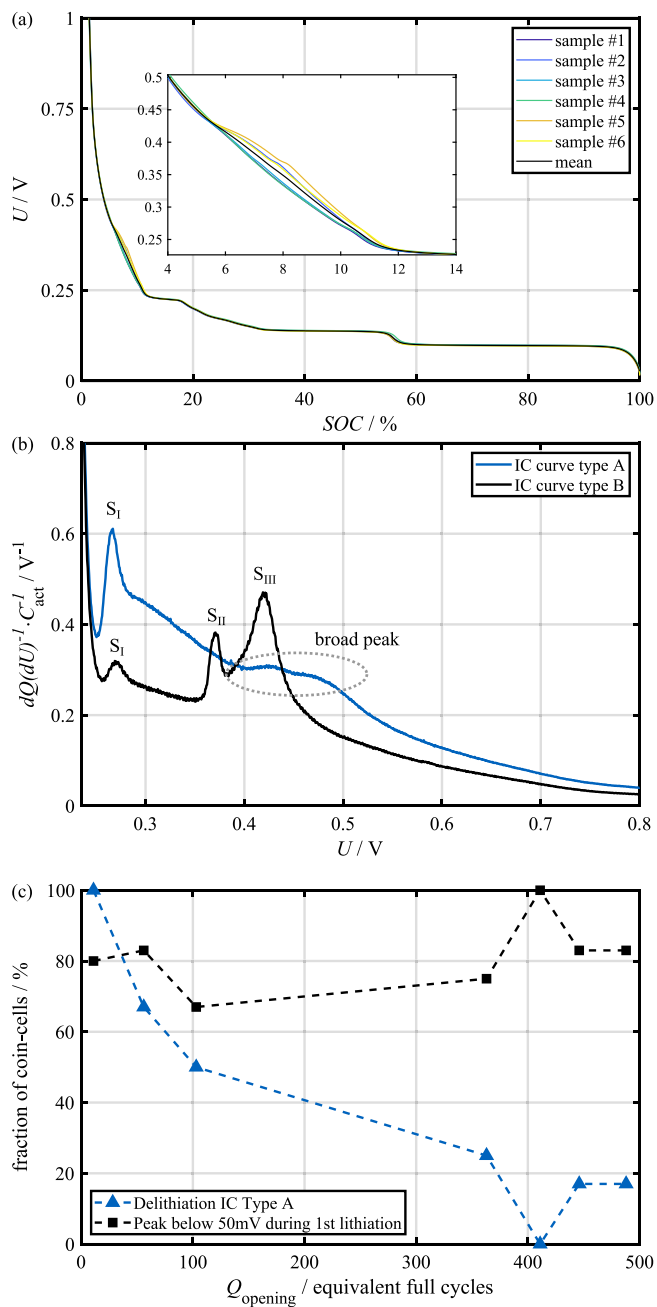 (a)
1
0.75
0.5
0.25
0
U / V
0.5
0.45
0.4
0.35
0.3
0.25
4 6 8 10 12 14
sample #1
sample #2
sample #3
sample #4
sample #5
sample #6
mean
0 20 40 60 80 100
SOC / %
(b)
0.8
0.6
0.4
0.2
0
dQ(dU)⁻¹·C⁻¹act / V⁻¹
IC curve type A
IC curve type B
SI
SII
SIII
SI
broad peak
0.3 0.4 0.5 0.6 0.7 0.8
U / V
(c)
100
80
60
40
20
0
fraction of coin-cells / %
Delithiation IC Type A
Peak below 50mV during 1st lithiation
0 100 200 300 400 500
Qopening / equivalent full cycles